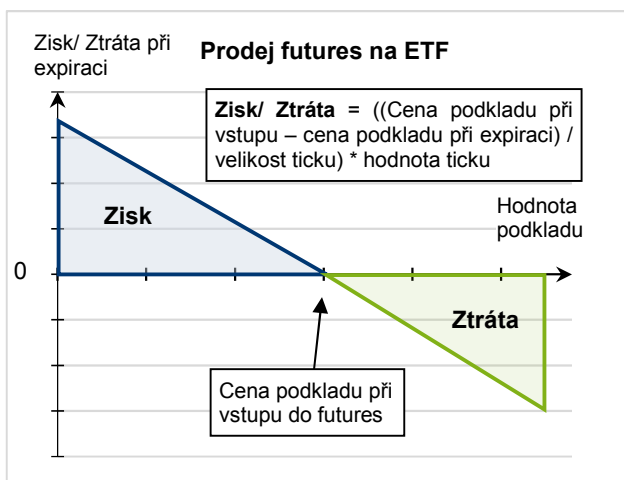 Zisk/ Ztráta při
expiraci
Prodej futures na ETF
Zisk/ Ztráta = ((Cena podkladu při
vstupu – cena podkladu při expiraci) /
velikost ticku) * hodnota ticku
Hodnota
podkladu
Zisk
0
Ztráta
Cena podkladu při
vstupu do futures